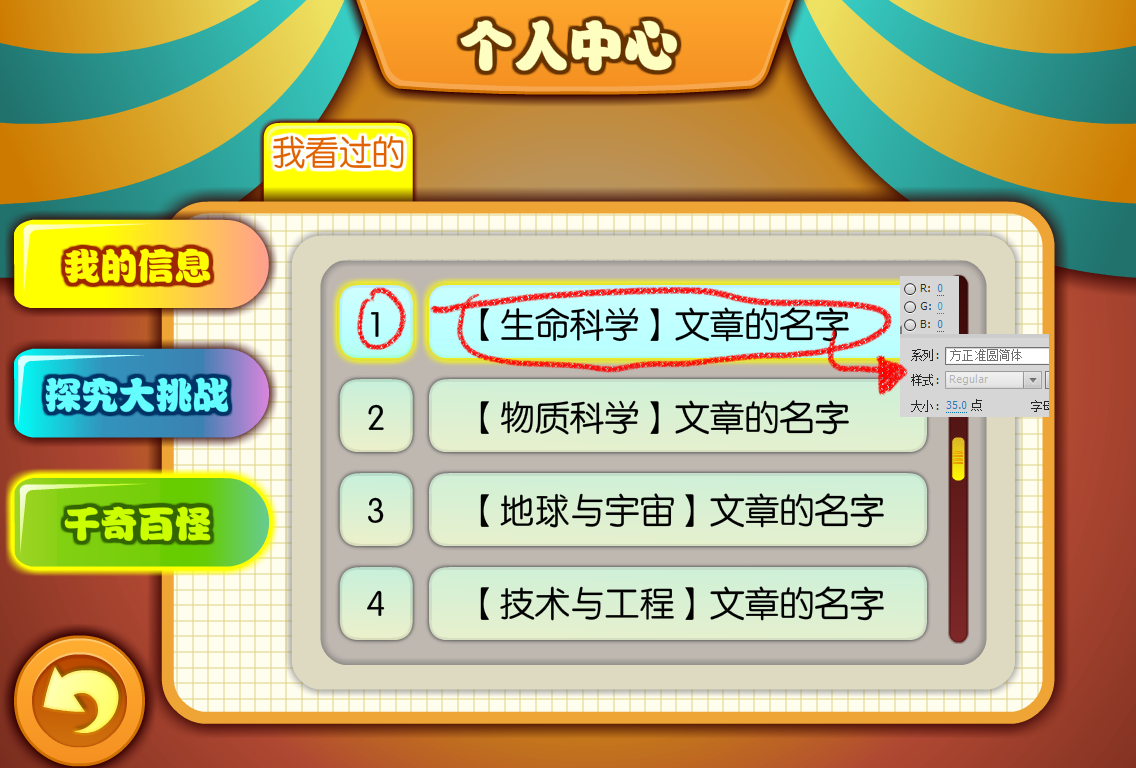 个人中心
我看过的
我的信息
探究大挑战
千奇百怪
1 【生命科学】文章的名字
2 【物质科学】文章的名字
3 【地球与宇宙】文章的名字
4 【技术与工程】文章的名字
R: 0
G: 0
B: 0
系列: 方正准圆简体
样式: Regular
大小: 35.0 点 字母